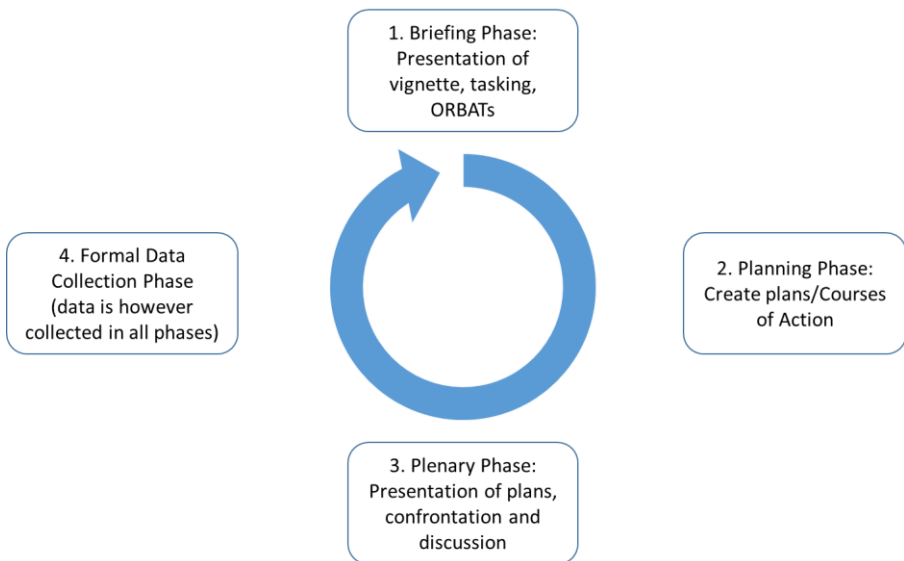 1. Briefing Phase:
Presentation of
vignette, tasking,
ORBATs
2. Planning Phase:
Create plans/Courses
of Action
3. Plenary Phase:
Presentation of plans,
confrontation and
discussion
4. Formal Data
Collection Phase
(data is however
collected in all phases)